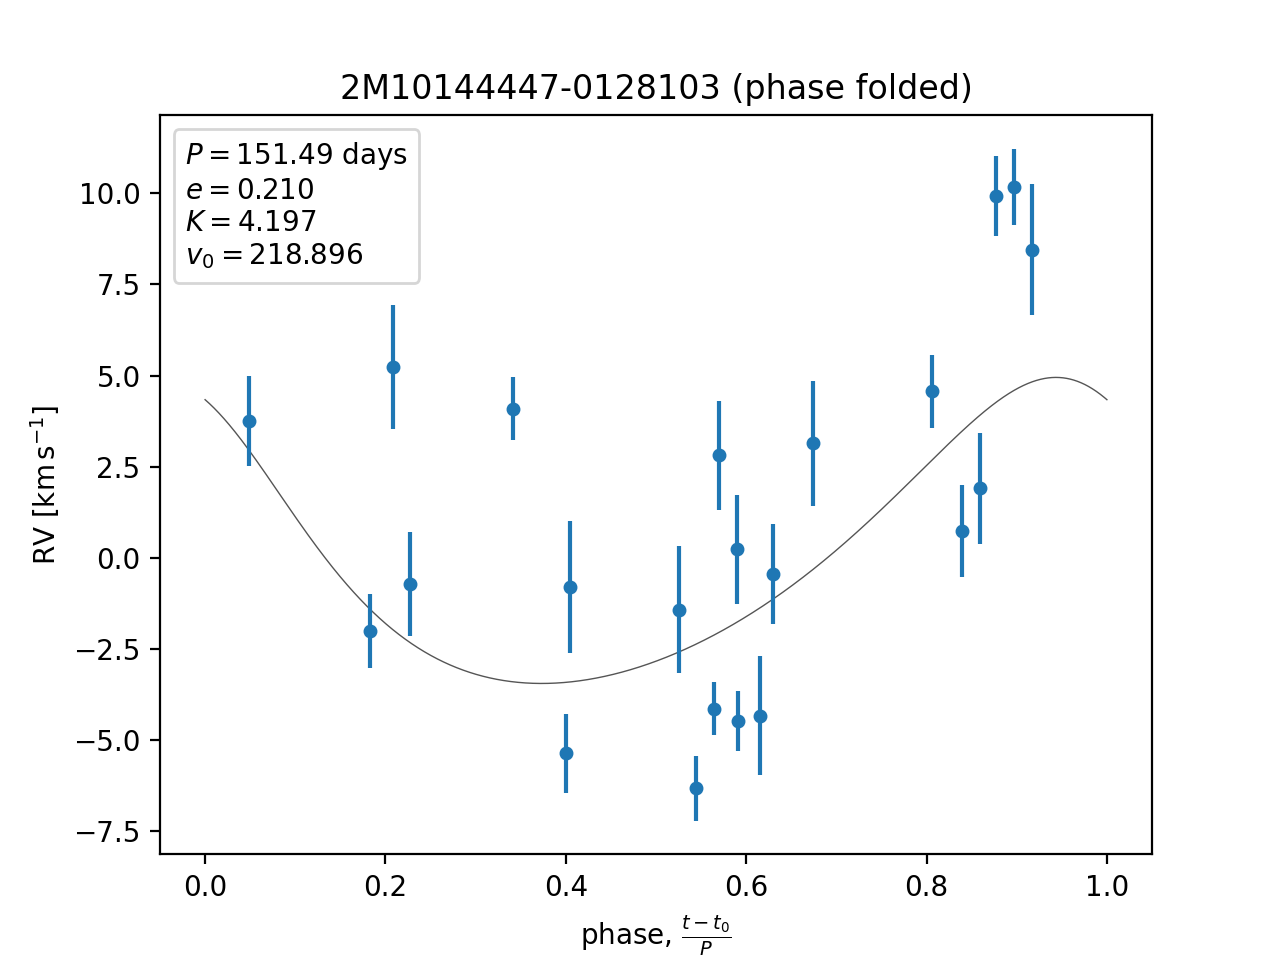 2M10144447-0128103 (phase folded)
P = 151.49 days
e = 0.210
K = 4.197
v₀ = 218.896
RV [km s⁻¹]
10.0
7.5
5.0
2.5
0.0
−2.5
−5.0
−7.5
0.0 0.2 0.4 0.6 0.8 1.0
phase, (t − t₀)/P